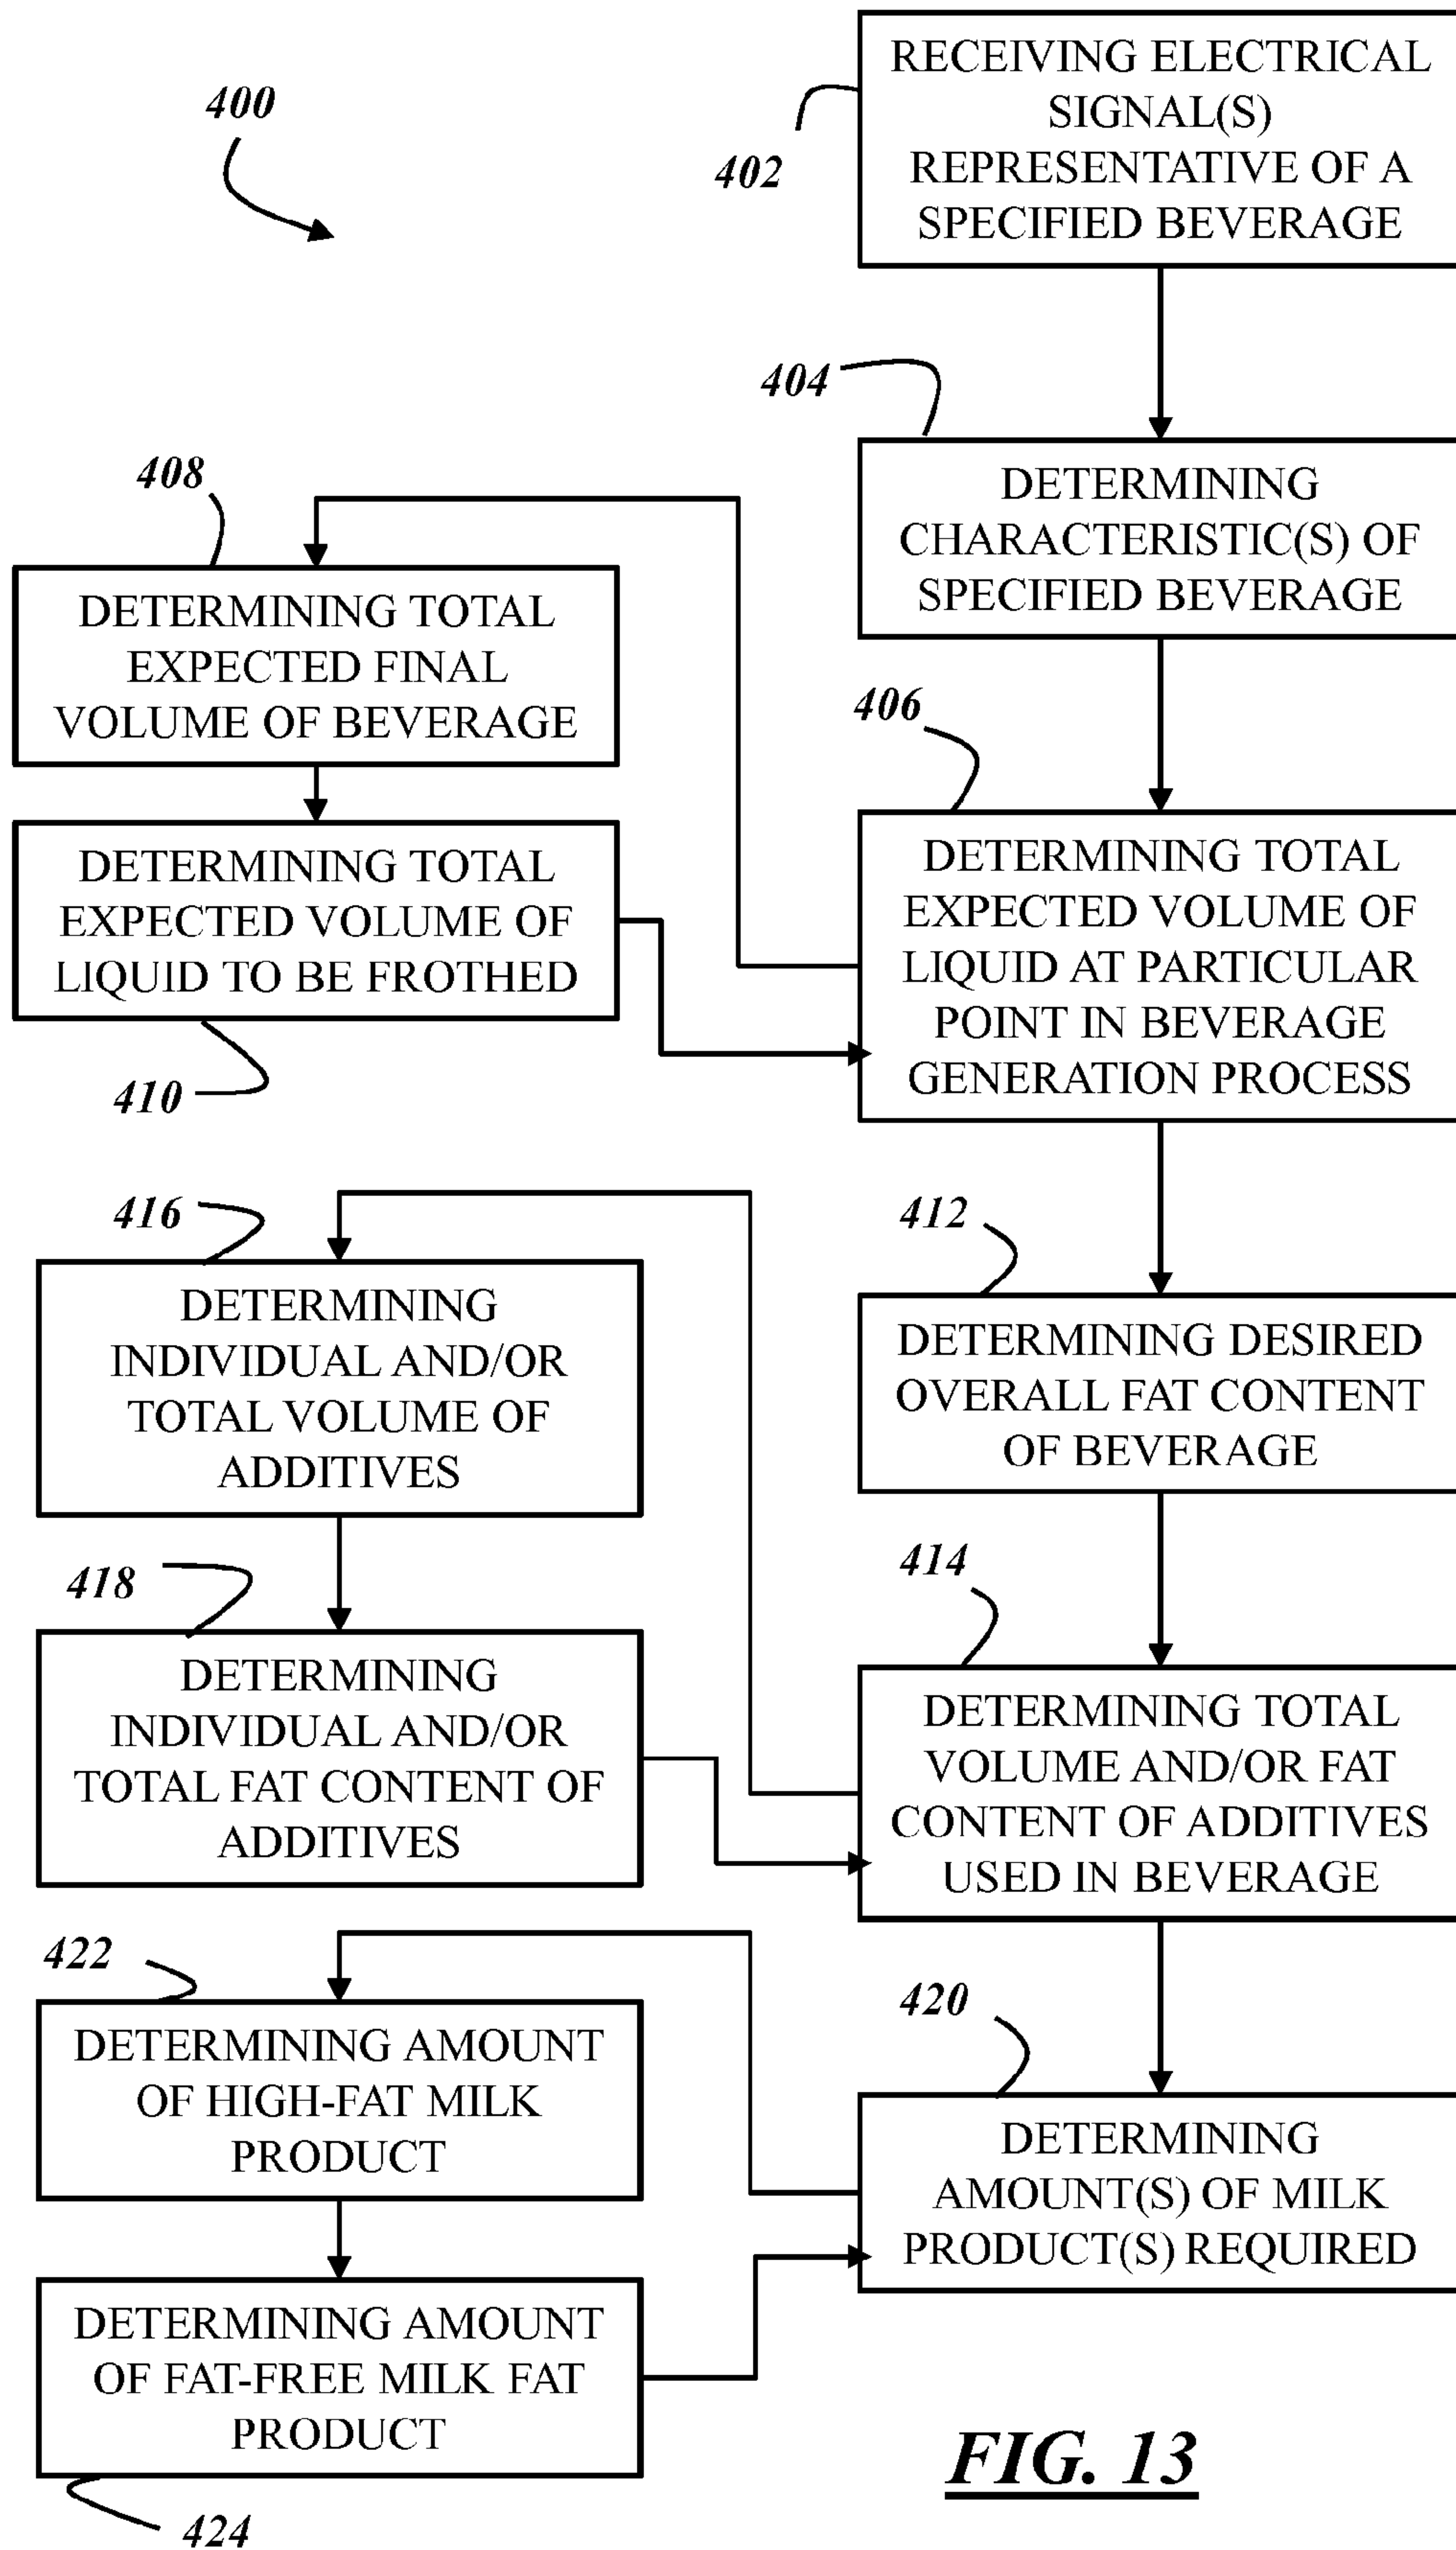 400
402
RECEIVING ELECTRICAL
SIGNAL(S)
REPRESENTATIVE OF A
SPECIFIED BEVERAGE
404
DETERMINING
CHARACTERISTIC(S) OF
SPECIFIED BEVERAGE
406
DETERMINING TOTAL
EXPECTED VOLUME OF
LIQUID AT PARTICULAR
POINT IN BEVERAGE
GENERATION PROCESS
408
DETERMINING TOTAL
EXPECTED FINAL
VOLUME OF BEVERAGE
DETERMINING TOTAL
EXPECTED VOLUME OF
LIQUID TO BE FROTHED
410
412
DETERMINING DESIRED
OVERALL FAT CONTENT
OF BEVERAGE
414
DETERMINING TOTAL
VOLUME AND/OR FAT
CONTENT OF ADDITIVES
USED IN BEVERAGE
416
DETERMINING
INDIVIDUAL AND/OR
TOTAL VOLUME OF
ADDITIVES
418
DETERMINING
INDIVIDUAL AND/OR
TOTAL FAT CONTENT OF
ADDITIVES
420
DETERMINING
AMOUNT(S) OF MILK
PRODUCT(S) REQUIRED
422
DETERMINING AMOUNT
OF HIGH-FAT MILK
PRODUCT
DETERMINING AMOUNT
OF FAT-FREE MILK FAT
PRODUCT
424
FIG. 13